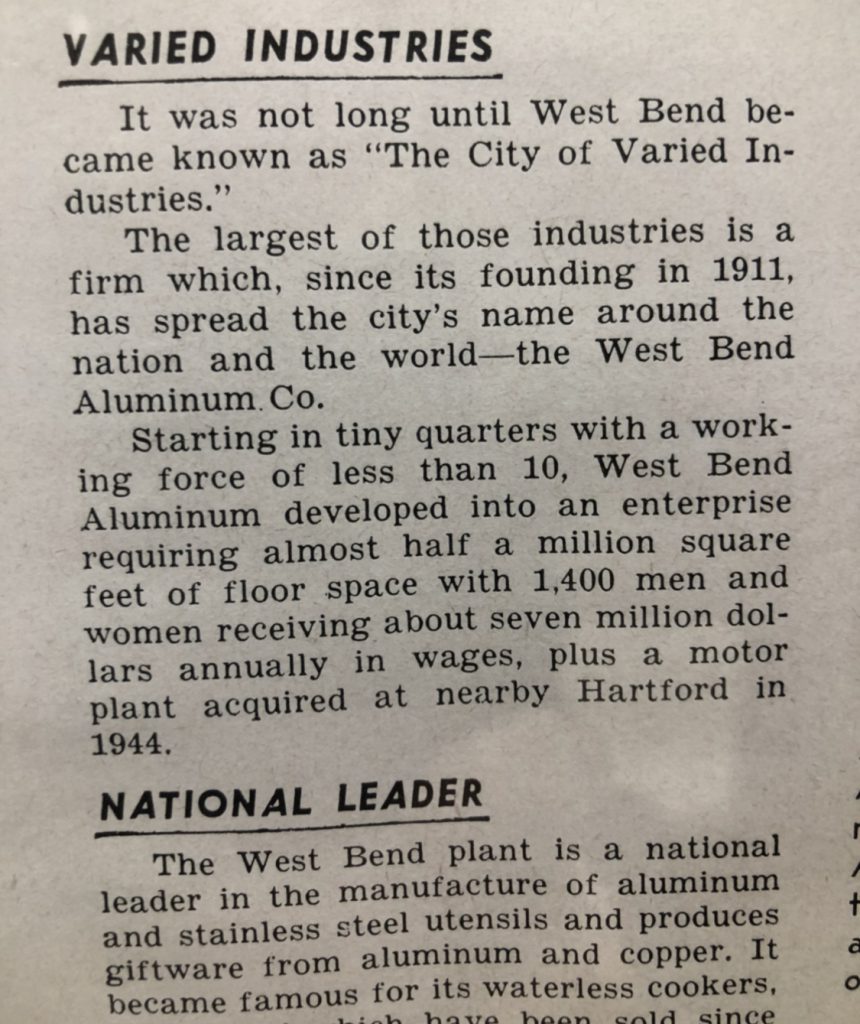 VARIED INDUSTRIES
It was not long until West Bend be-
came known as "The City of Varied In-
dustries."
The largest of those industries is a
firm which, since its founding in 1911,
has spread the city's name around the
nation and the world—the West Bend
Aluminum Co.
Starting in tiny quarters with a work-
ing force of less than 10, West Bend
Aluminum developed into an enterprise
requiring almost half a million square
feet of floor space with 1,400 men and
women receiving about seven million dol-
lars annually in wages, plus a motor
plant acquired at nearby Hartford in
1944.
NATIONAL LEADER
The West Bend plant is a national
leader in the manufacture of aluminum
and stainless steel utensils and produces
giftware from aluminum and copper. It
became famous for its waterless cookers,
which have been sold since